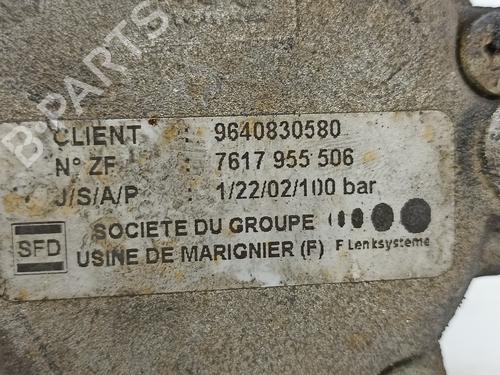 B-PARTS
CLIENT : 9640830580
N° ZF : 7617 955 506
J/S/A/P : 1/22/02/100 bar
SFD
SOCIETE DU GROUPE
USINE DE MARIGNIER (F) F Lenksysteme